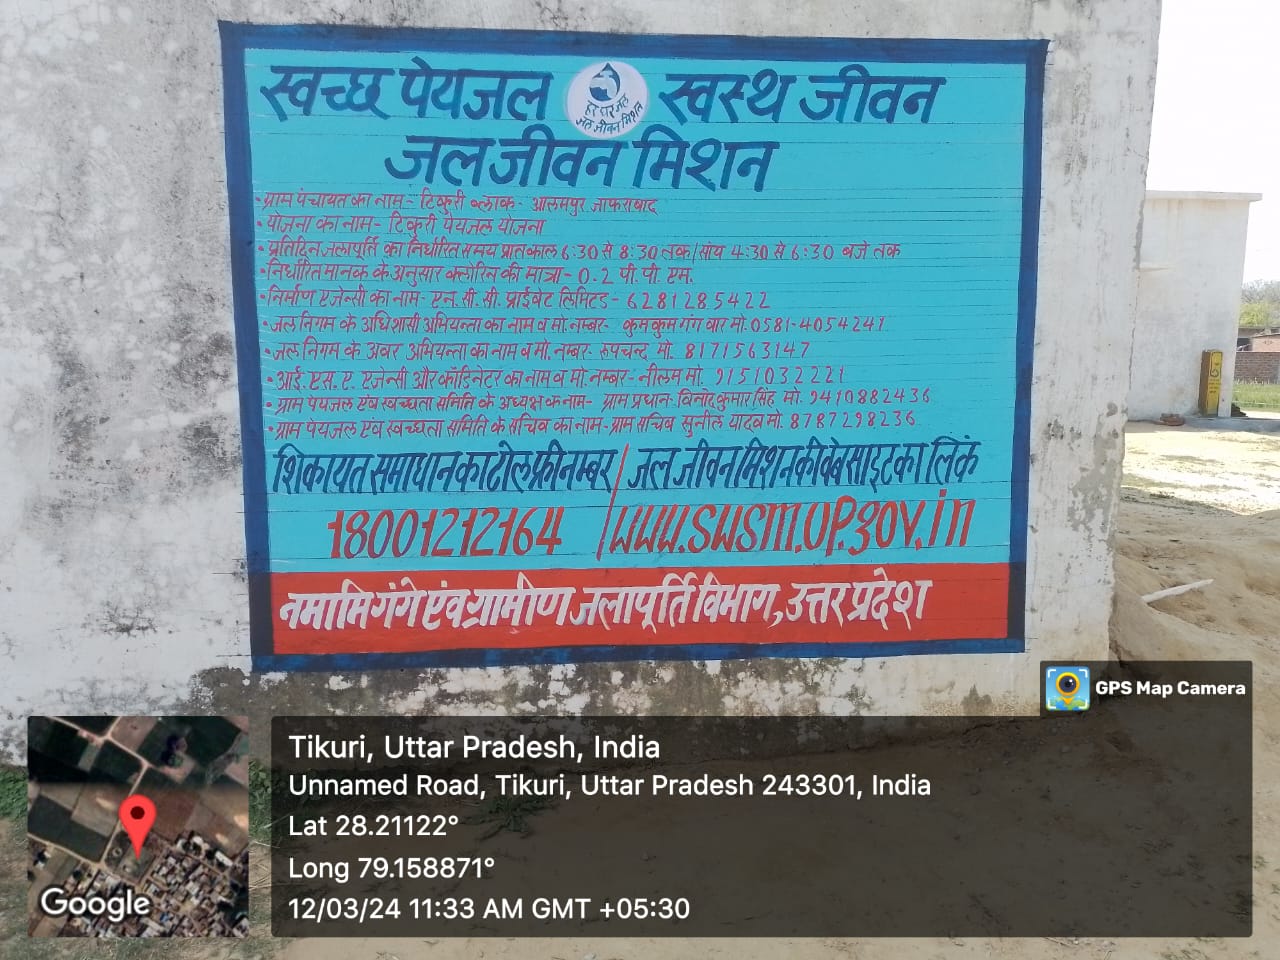 स्वच्छ पेयजल स्वस्थ जीवन
हर घर जल
जल जीवन मिशन
जल जीवन मिशन
• ग्राम पंचायत का नाम - टिकुरी ब्लाक - आलमपुर जाफराबाद
• योजना का नाम - टिकुरी पेयजल योजना
• प्रतिदिन जलापूर्ति का निर्धारित समय प्रातकाल 6:30 से 8:30 तक/सांय 4:30 से 6:30 बजे तक
• निर्धारित मानक के अनुसार क्लोरिन की मात्रा - 0.2 पी. पी. एम.
• निर्माण एजेन्सी का नाम - एन. सी. सी. प्राईवेट लिमिटेड - 6281285422
• जल निगम के अधिशासी अभियन्ता का नाम व मो. नम्बर - कुमकुम गंगवार मो. 0581-4054247
• जल निगम के अवर अभियन्ता का नाम व मो. नम्बर रूपचन्द्र मो. 8171563147
• आई. एस. ए. एजेन्सी और कॉर्डिनेटर का नाम व मो. नम्बर - नीलम मो. 9151032221
• ग्राम पेयजल एंव स्वच्छता समिति के अध्यक्ष क नाम - ग्राम प्रधान विनोद कुमार सिंह मो. 9410882436
• ग्राम पेयजल एंव स्वच्छता समिति के सचिव का नाम - ग्राम सचिव सुनील यादव मो. 8787298236
शिकायत समाधान का टोल फ्री नम्बर / जल जीवन मिशन की वेबसाइट का लिंक
18001212164 / www.swsm.up.gov.in
नमामि गंगे एंव ग्रामीण जलापूर्ति विभाग, उत्तर प्रदेश
GPS Map Camera
Tikuri, Uttar Pradesh, India
Unnamed Road, Tikuri, Uttar Pradesh 243301, India
Lat 28.21122°
Long 79.158871°
12/03/24 11:33 AM GMT +05:30
Google